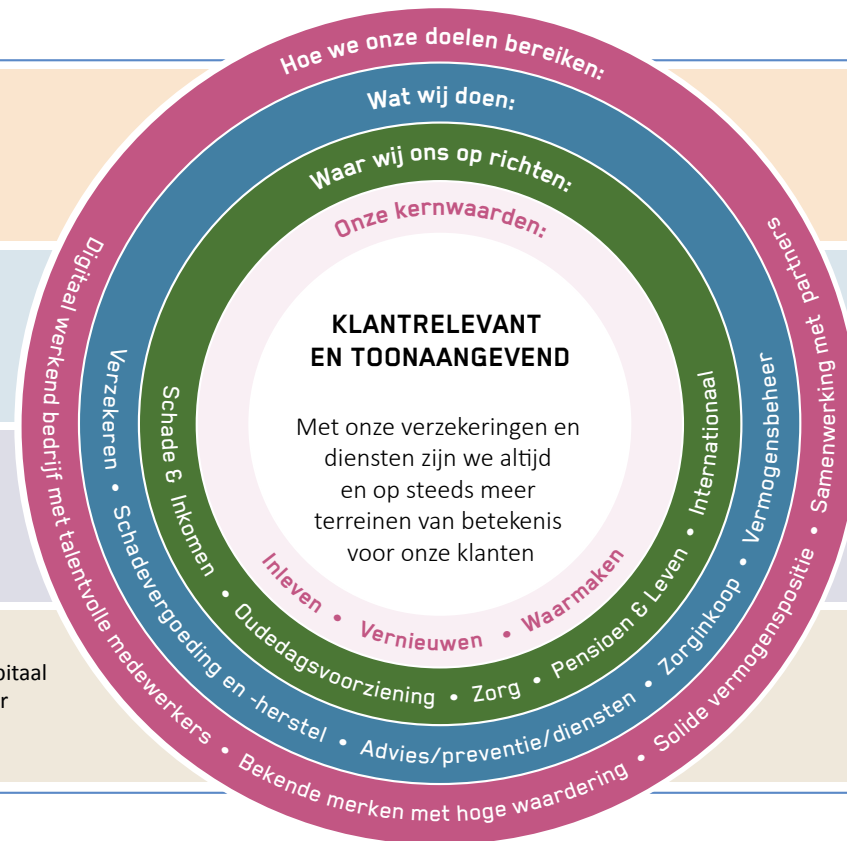 Hoe we onze doelen bereiken:
Wat wij doen:
Waar wij ons op richten:
Onze kernwaarden:
KLANTRELEVANT
EN TOONAANGEVEND
Met onze verzekeringen en
diensten zijn we altijd
en op steeds meer
terreinen van betekenis
voor onze klanten
Inleven • Vernieuwen • Waarmaken
Schade & Inkomen • Oudedagsvoorziening • Zorg • Pensioen & Leven • Internationaal
Verzekeren • Schadevergoeding en -herstel • Advies/preventie/diensten • Zorginkoop • Vermogensbeheer
Digitaal werkend bedrijf met talentvolle medewerkers • Bekende merken met hoge waardering • Solide vermogenspositie • Samenwerking met partners